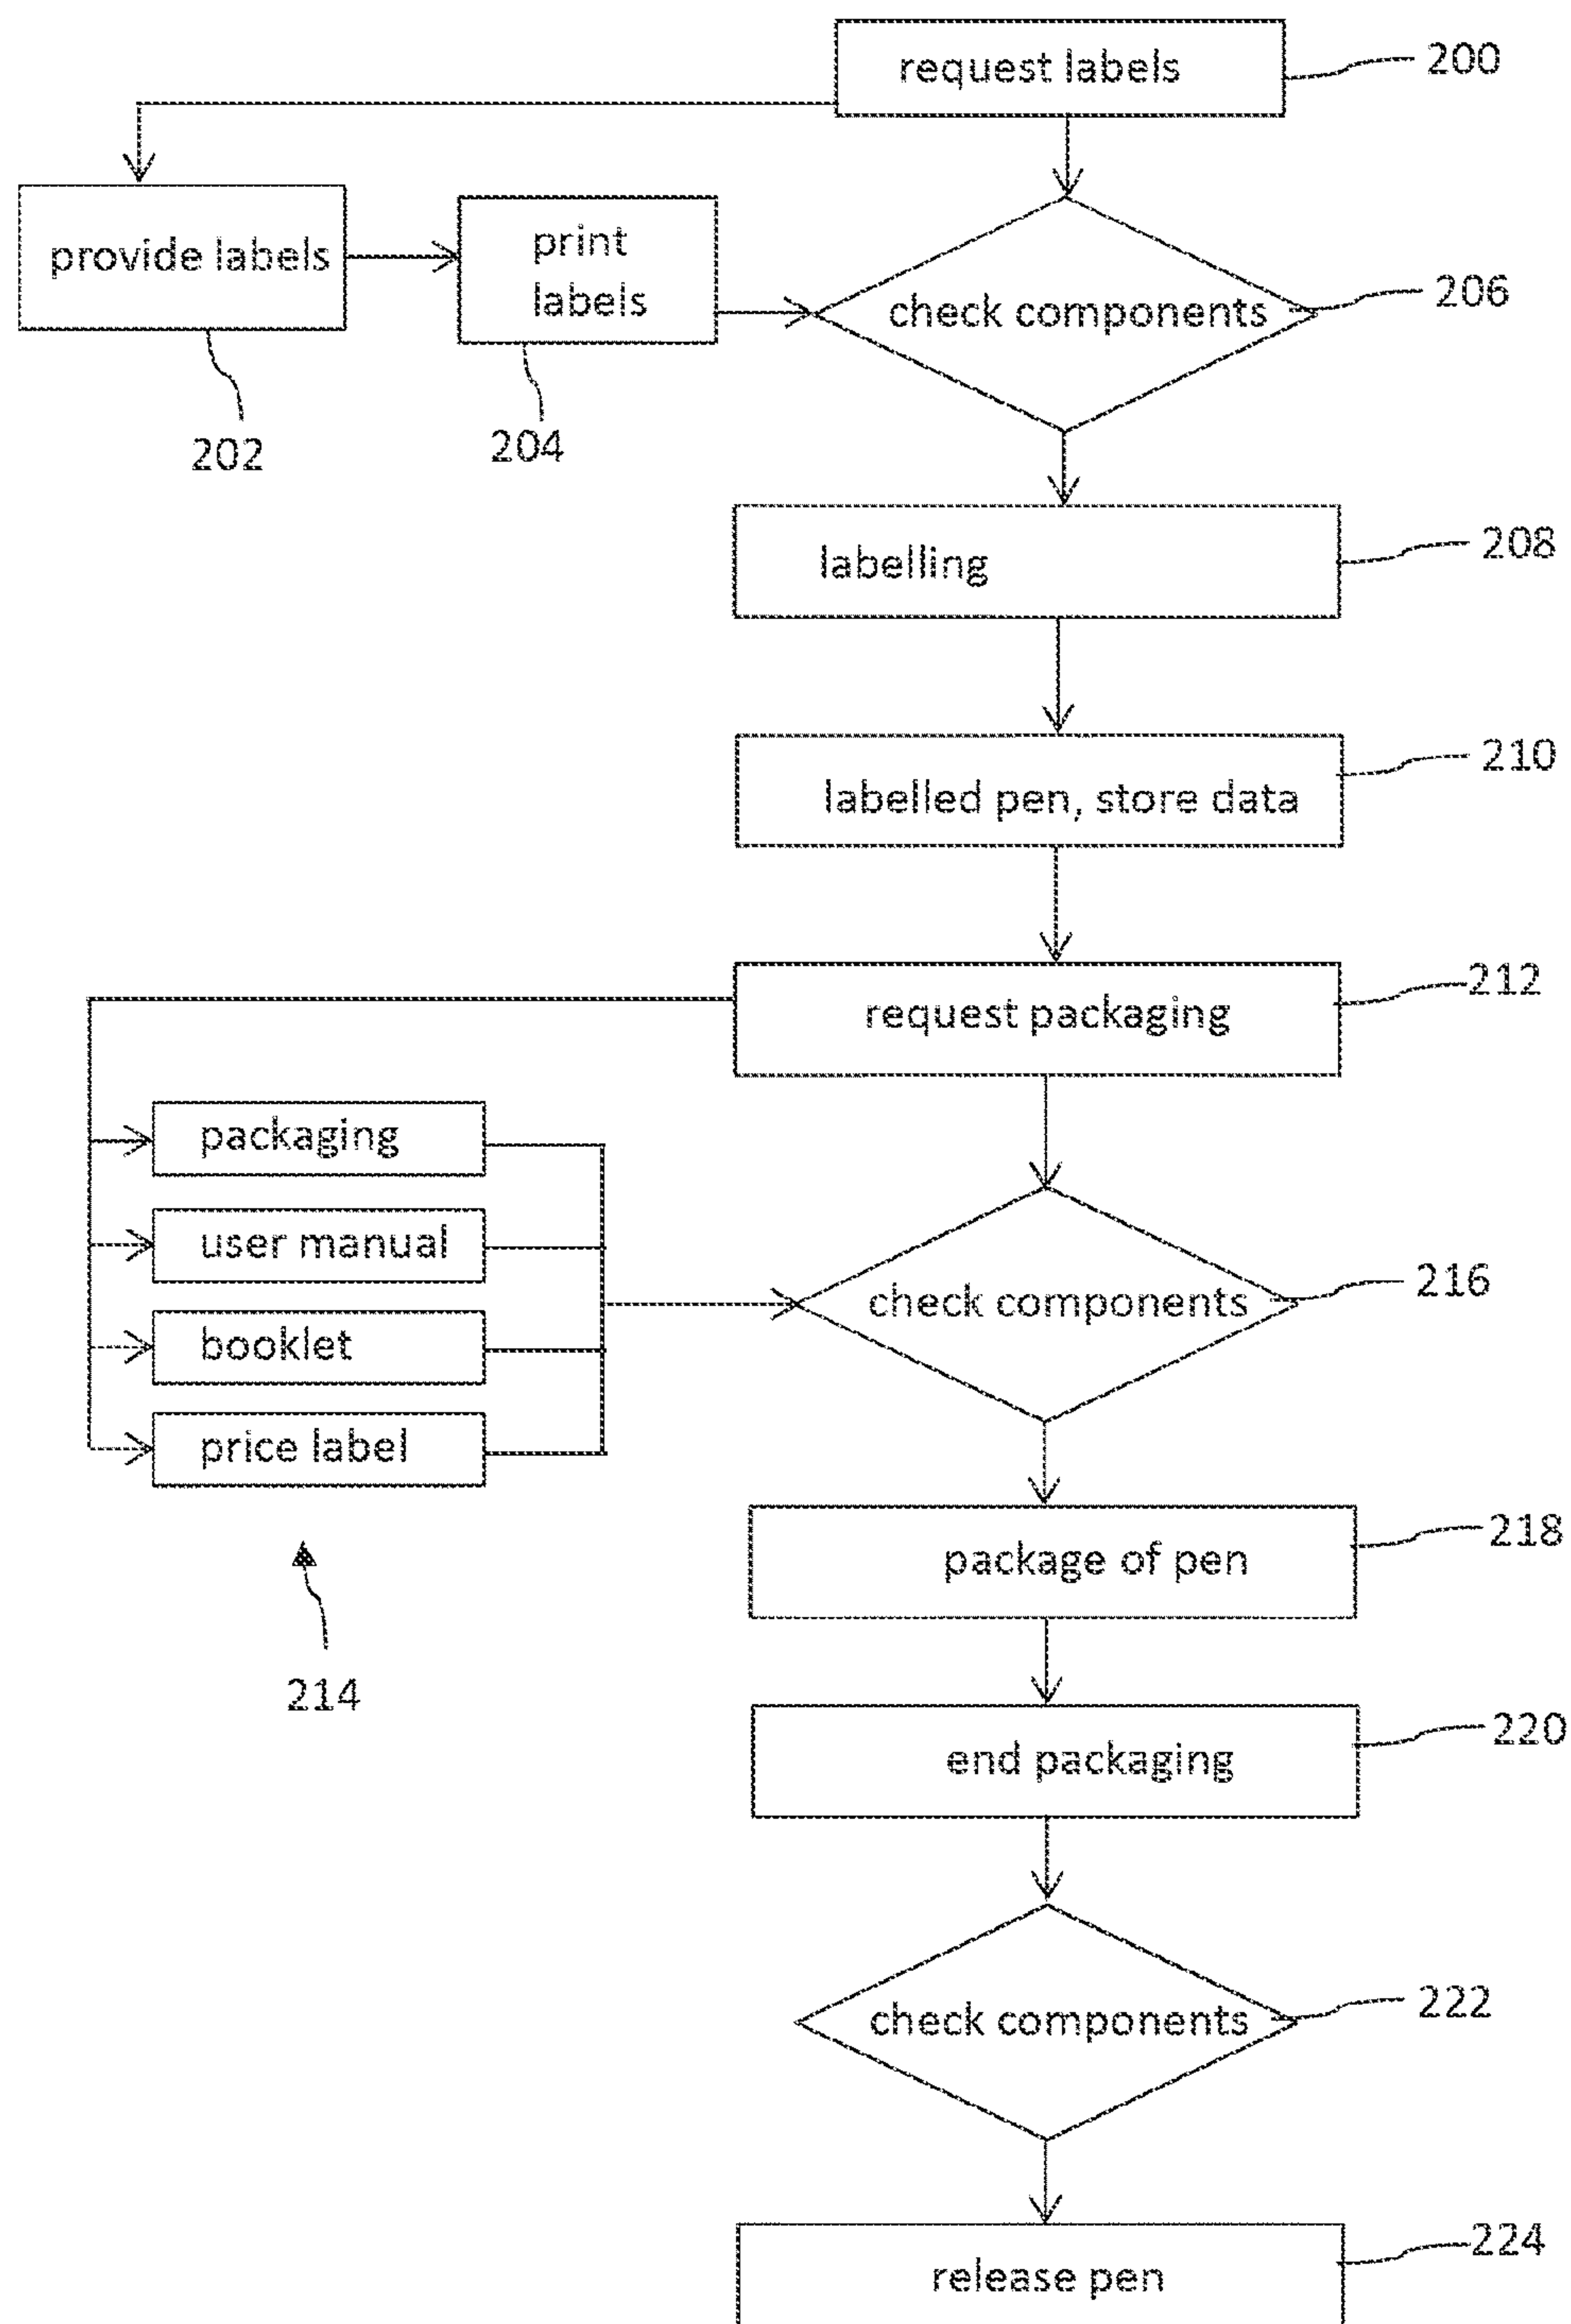 request labels
200
provide labels
print
labels
check components
206
202
204
labelling
208
labelled pen, store data
210
request packaging
212
packaging
user manual
booklet
price label
check components
216
214
package of pen
218
end packaging
220
check components
222
release pen
224